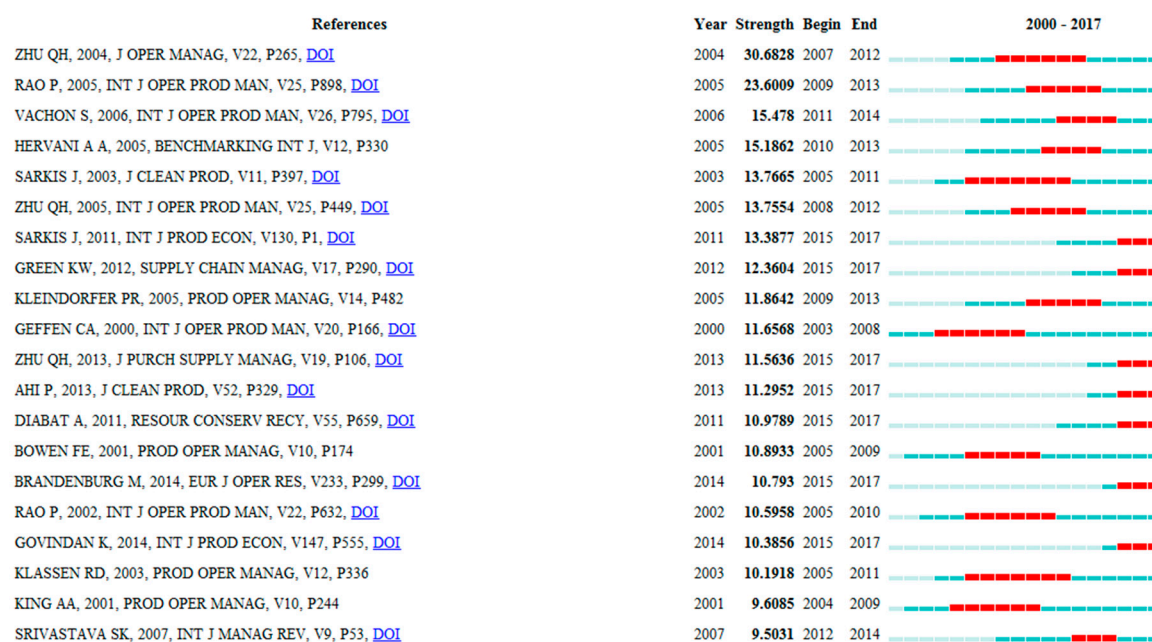 References Year Strength Begin End 2000 - 2017
ZHU QH, 2004, J OPER MANAG, V22, P265, DOI 2004 30.6828 2007 2012
RAO P, 2005, INT J OPER PROD MAN, V25, P898, DOI 2005 23.6009 2009 2013
VACHON S, 2006, INT J OPER PROD MAN, V26, P795, DOI 2006 15.478 2011 2014
HERVANI A A, 2005, BENCHMARKING INT J, V12, P330 2005 15.1862 2010 2013
SARKIS J, 2003, J CLEAN PROD, V11, P397, DOI 2003 13.7665 2005 2011
ZHU QH, 2005, INT J OPER PROD MAN, V25, P449, DOI 2005 13.7554 2008 2012
SARKIS J, 2011, INT J PROD ECON, V130, P1, DOI 2011 13.3877 2015 2017
GREEN KW, 2012, SUPPLY CHAIN MANAG, V17, P290, DOI 2012 12.3604 2015 2017
KLEINDORFER PR, 2005, PROD OPER MANAG, V14, P482 2005 11.8642 2009 2013
GEFFEN CA, 2000, INT J OPER PROD MAN, V20, P166, DOI 2000 11.6568 2003 2008
ZHU QH, 2013, J PURCH SUPPLY MANAG, V19, P106, DOI 2013 11.5636 2015 2017
AHI P, 2013, J CLEAN PROD, V52, P329, DOI 2013 11.2952 2015 2017
DIABAT A, 2011, RESOUR CONSERV RECY, V55, P659, DOI 2011 10.9789 2015 2017
BOWEN FE, 2001, PROD OPER MANAG, V10, P174 2001 10.8933 2005 2009
BRANDENBURG M, 2014, EUR J OPER RES, V233, P299, DOI 2014 10.793 2015 2017
RAO P, 2002, INT J OPER PROD MAN, V22, P632, DOI 2002 10.5958 2005 2010
GOVINDAN K, 2014, INT J PROD ECON, V147, P555, DOI 2014 10.3856 2015 2017
KLASSEN RD, 2003, PROD OPER MANAG, V12, P336 2003 10.1918 2005 2011
KING AA, 2001, PROD OPER MANAG, V10, P244 2001 9.6085 2004 2009
SRIVASTAVA SK, 2007, INT J MANAG REV, V9, P53, DOI 2007 9.5031 2012 2014